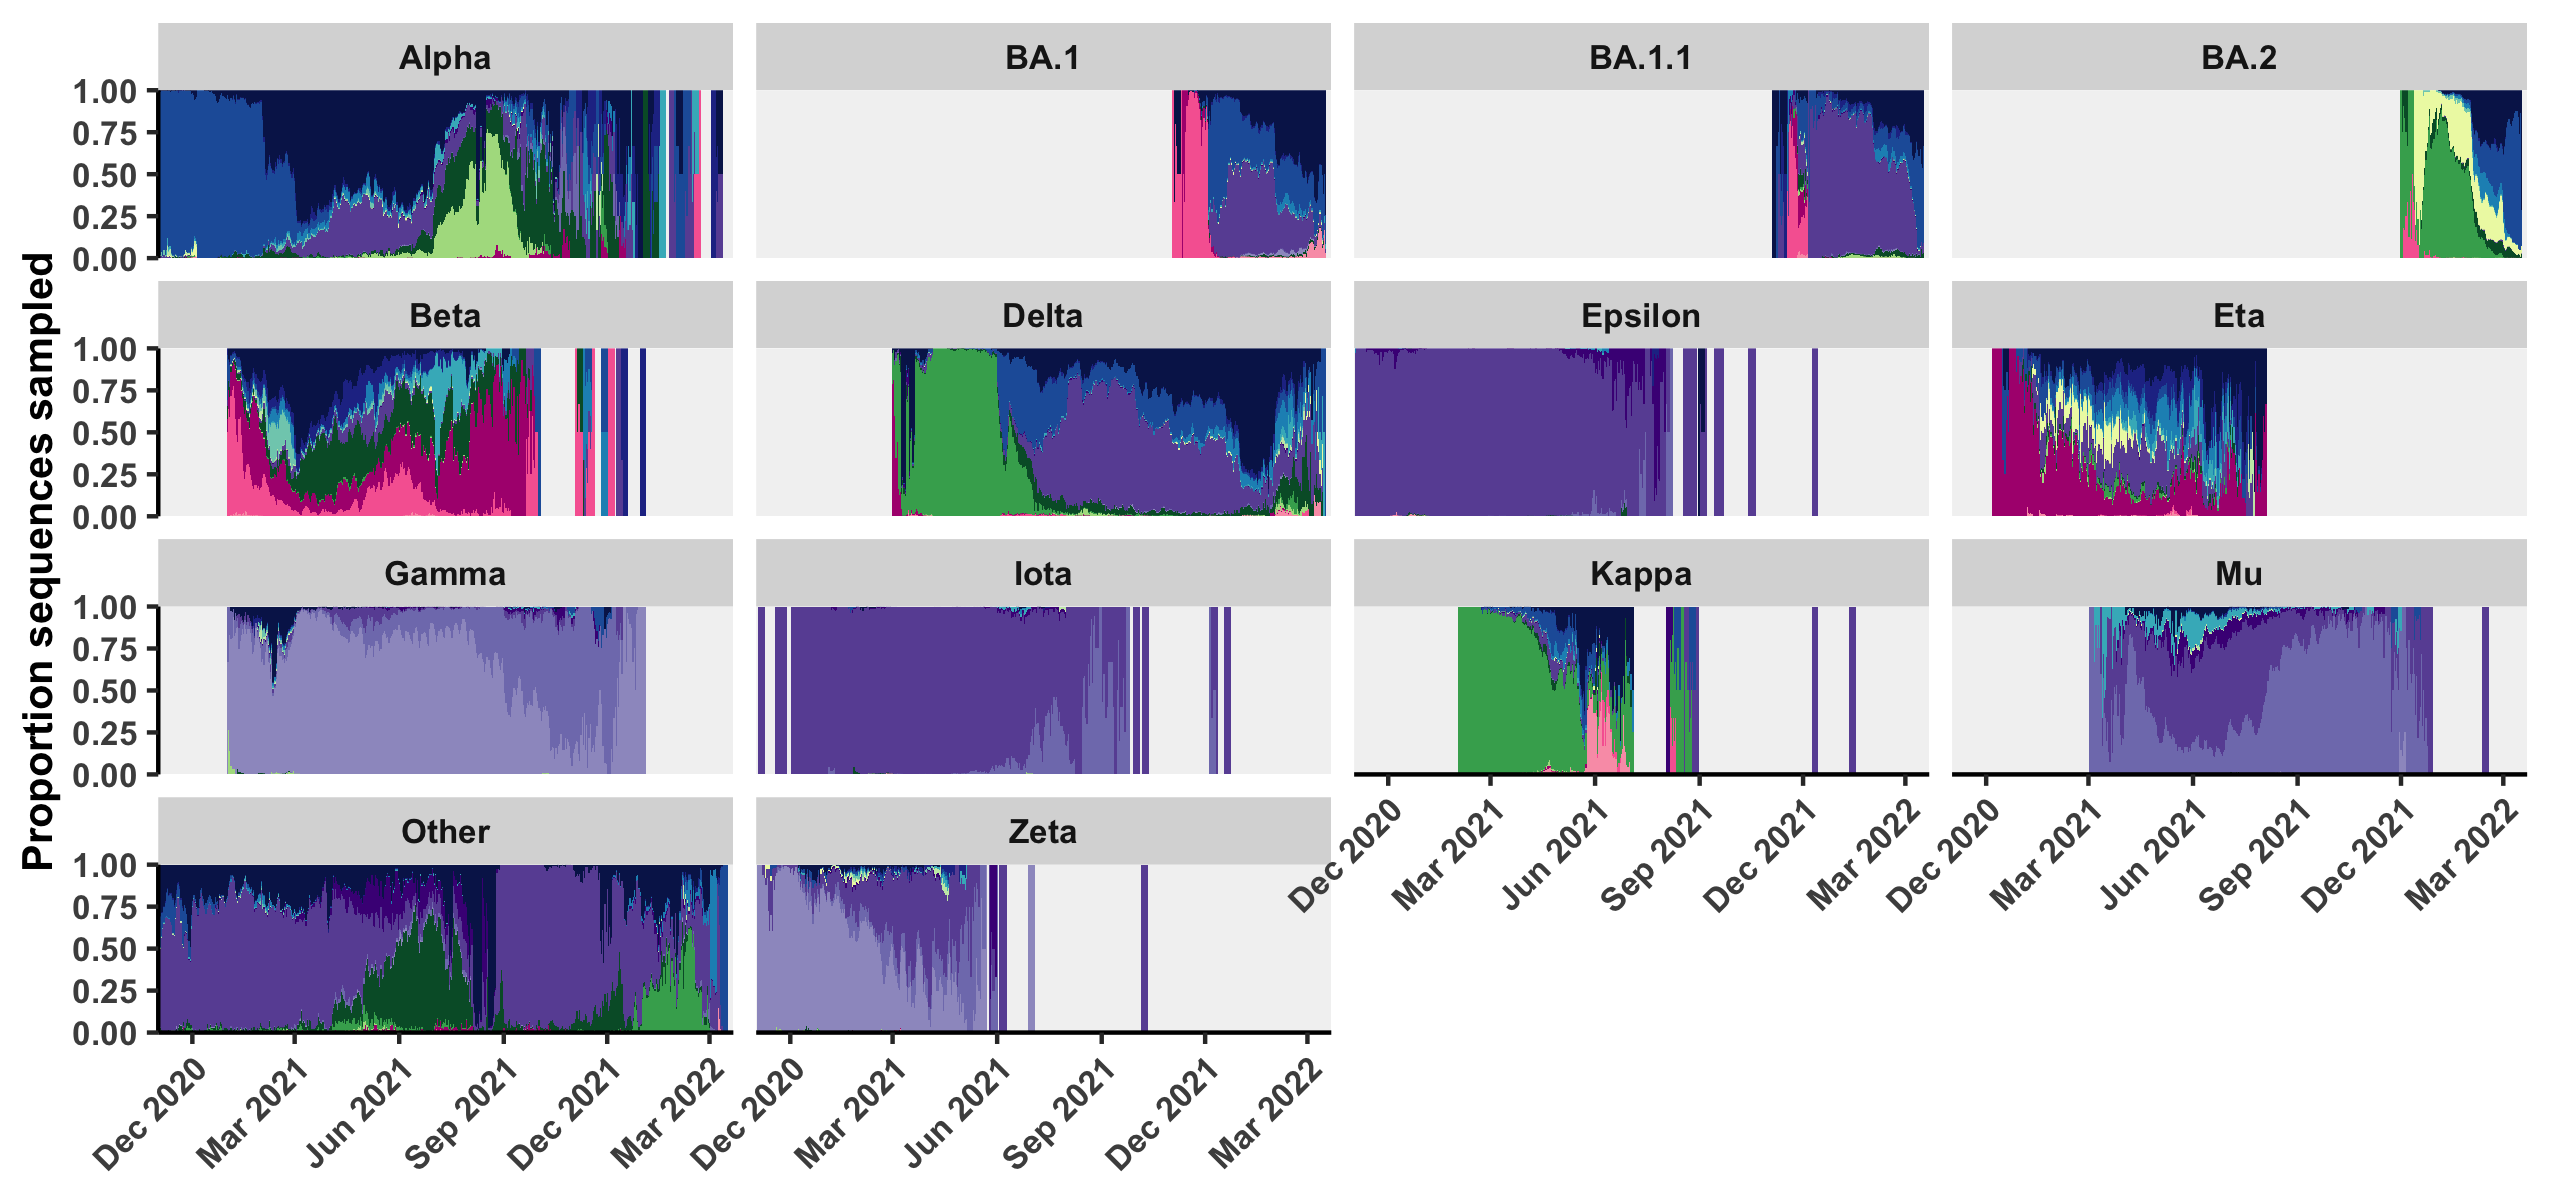 Proportion sequences sampled
Alpha
BA.1
BA.1.1
BA.2
1.00
0.75
0.50
0.25
0.00
Beta
Delta
Epsilon
Eta
1.00
0.75
0.50
0.25
0.00
Gamma
Iota
Kappa
Mu
1.00
0.75
0.50
0.25
0.00
Dec 2020
Mar 2021
Jun 2021
Sep 2021
Dec 2021
Mar 2022
Dec 2020
Mar 2021
Jun 2021
Sep 2021
Dec 2021
Mar 2022
Other
Zeta
1.00
0.75
0.50
0.25
0.00
Dec 2020
Mar 2021
Jun 2021
Sep 2021
Dec 2021
Mar 2022
Dec 2020
Mar 2021
Jun 2021
Sep 2021
Dec 2021
Mar 2022